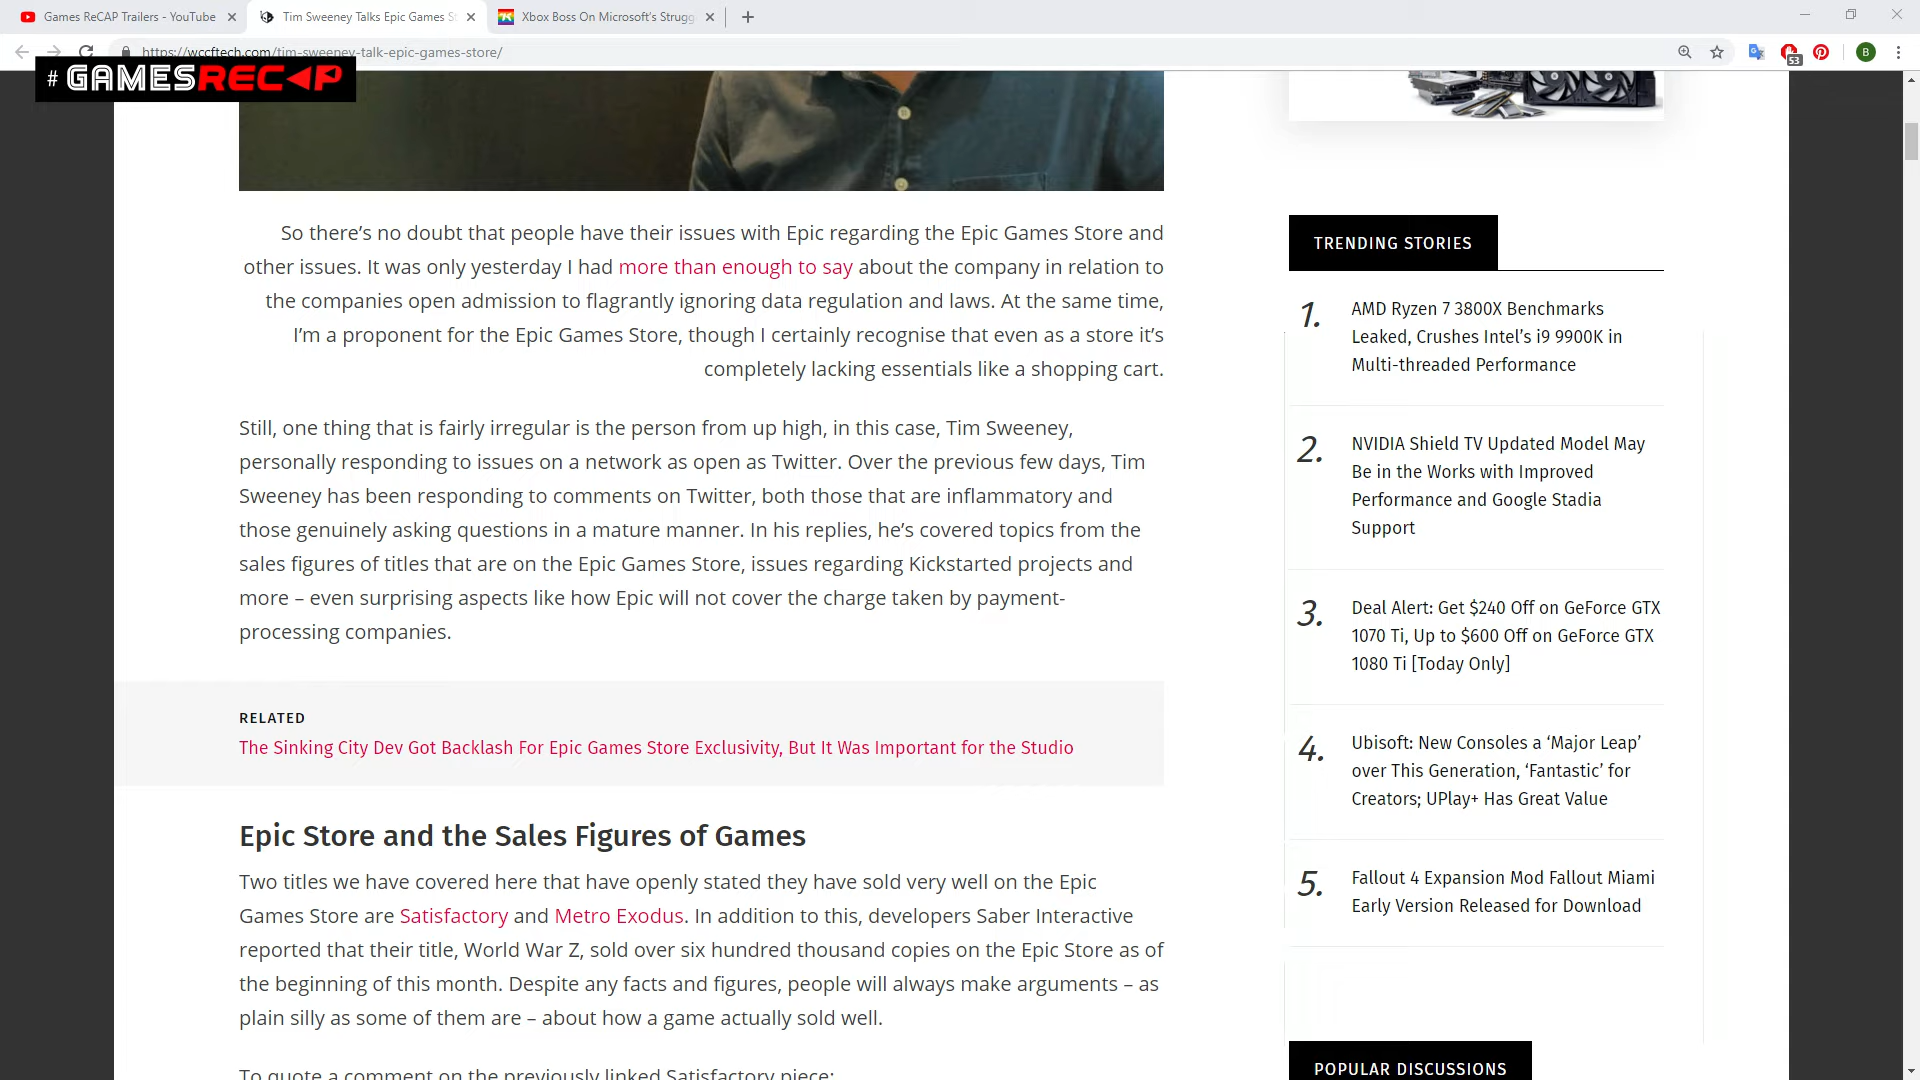 Games ReCAP Trailers - YouTube
Tim Sweeney Talks Epic Games S
Xbox Boss On Microsoft's Strugg
https://wccftech.com/tim-sweeney-talk-epic-games-store/
53
B
# GAMESRECAP
So there's no doubt that people have their issues with Epic regarding the Epic Games Store and
other issues. It was only yesterday I had more than enough to say about the company in relation to
the companies open admission to flagrantly ignoring data regulation and laws. At the same time,
I'm a proponent for the Epic Games Store, though I certainly recognise that even as a store it's
completely lacking essentials like a shopping cart.
Still, one thing that is fairly irregular is the person from up high, in this case, Tim Sweeney,
personally responding to issues on a network as open as Twitter. Over the previous few days, Tim
Sweeney has been responding to comments on Twitter, both those that are inflammatory and
those genuinely asking questions in a mature manner. In his replies, he's covered topics from the
sales figures of titles that are on the Epic Games Store, issues regarding Kickstarted projects and
more – even surprising aspects like how Epic will not cover the charge taken by payment-
processing companies.
RELATED
The Sinking City Dev Got Backlash For Epic Games Store Exclusivity, But It Was Important for the Studio
Epic Store and the Sales Figures of Games
Two titles we have covered here that have openly stated they have sold very well on the Epic
Games Store are Satisfactory and Metro Exodus. In addition to this, developers Saber Interactive
reported that their title, World War Z, sold over six hundred thousand copies on the Epic Store as of
the beginning of this month. Despite any facts and figures, people will always make arguments – as
plain silly as some of them are – about how a game actually sold well.
To quote a comment on the previously linked Satisfactory piece:
TRENDING STORIES
1.
AMD Ryzen 7 3800X Benchmarks
Leaked, Crushes Intel's i9 9900K in
Multi-threaded Performance
2.
NVIDIA Shield TV Updated Model May
Be in the Works with Improved
Performance and Google Stadia
Support
3.
Deal Alert: Get $240 Off on GeForce GTX
1070 Ti, Up to $600 Off on GeForce GTX
1080 Ti [Today Only]
4.
Ubisoft: New Consoles a 'Major Leap'
over This Generation, 'Fantastic' for
Creators; UPlay+ Has Great Value
5.
Fallout 4 Expansion Mod Fallout Miami
Early Version Released for Download
POPULAR DISCUSSIONS